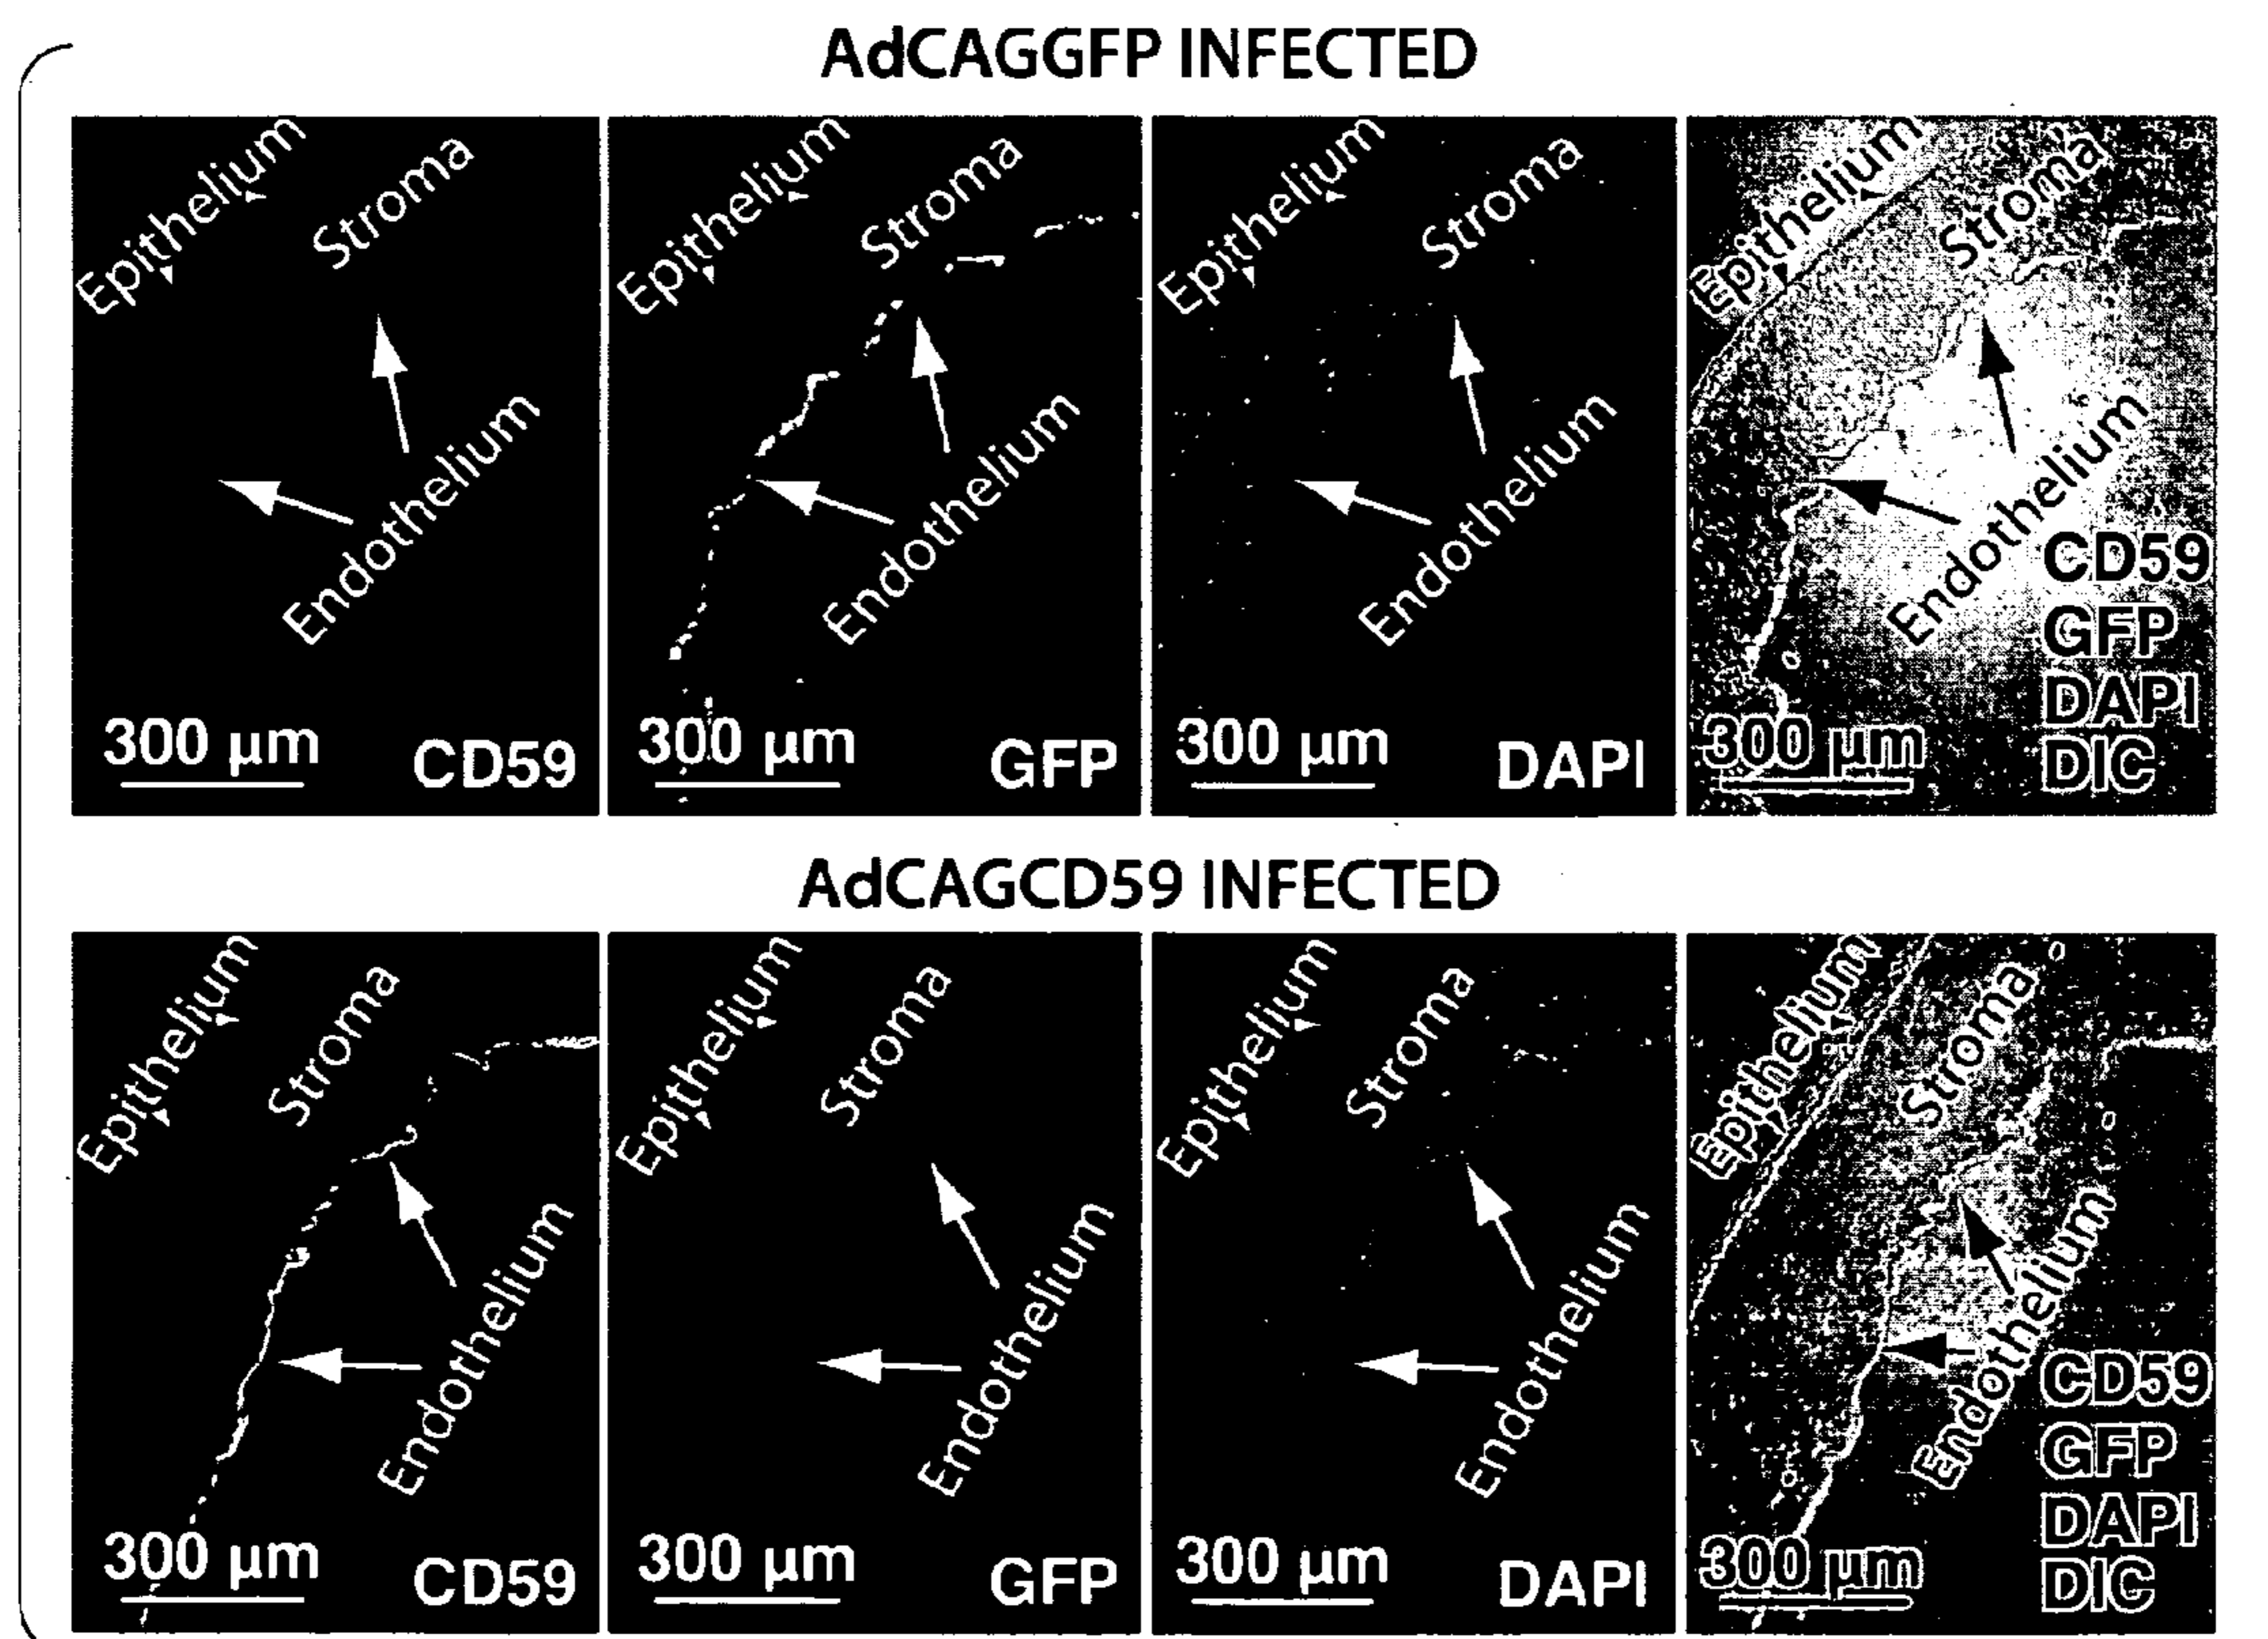 AdCAGGFP INFECTED
Epithelium
Stroma
Endothelium
300 µm
CD59
Epithelium
Stroma
Endothelium
300 µm
GFP
Epithelium
Stroma
Endothelium
300 µm
DAPI
Epithelium
Stroma
Endothelium
CD59
GFP
DAPI
DIC
300 µm
AdCAGCD59 INFECTED
Epithelium
Stroma
Endothelium
300 µm
CD59
Epithelium
Stroma
Endothelium
300 µm
GFP
Epithelium
Stroma
Endothelium
300 µm
DAPI
Epithelium
Stroma
Endothelium
CD59
GFP
DAPI
DIC
300 µm